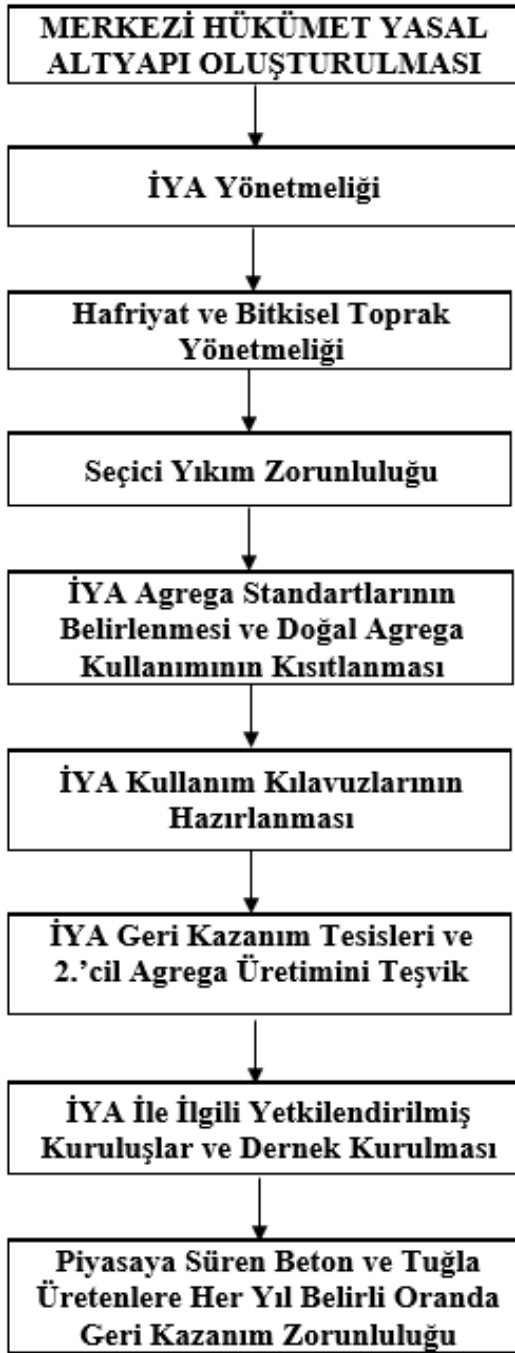 MERKEZİ HÜKÜMET YASAL
ALTYAPI OLUŞTURULMASI
İYA Yönetmeliği
Hafriyat ve Bitkisel Toprak
Yönetmeliği
Seçici Yıkım Zorunluluğu
İYA Agrega Standartlarının
Belirlenmesi ve Doğal Agrega
Kullanımının Kısıtlanması
İYA Kullanım Kılavuzlarının
Hazırlanması
İYA Geri Kazanım Tesisleri ve
2.'cil Agrega Üretimini Teşvik
İYA İle İlgili Yetkilendirilmiş
Kuruluşlar ve Dernek Kurulması
Piyasaya Süren Beton ve Tuğla
Üretenlere Her Yıl Belirli Oranda
Geri Kazanım Zorunluluğu